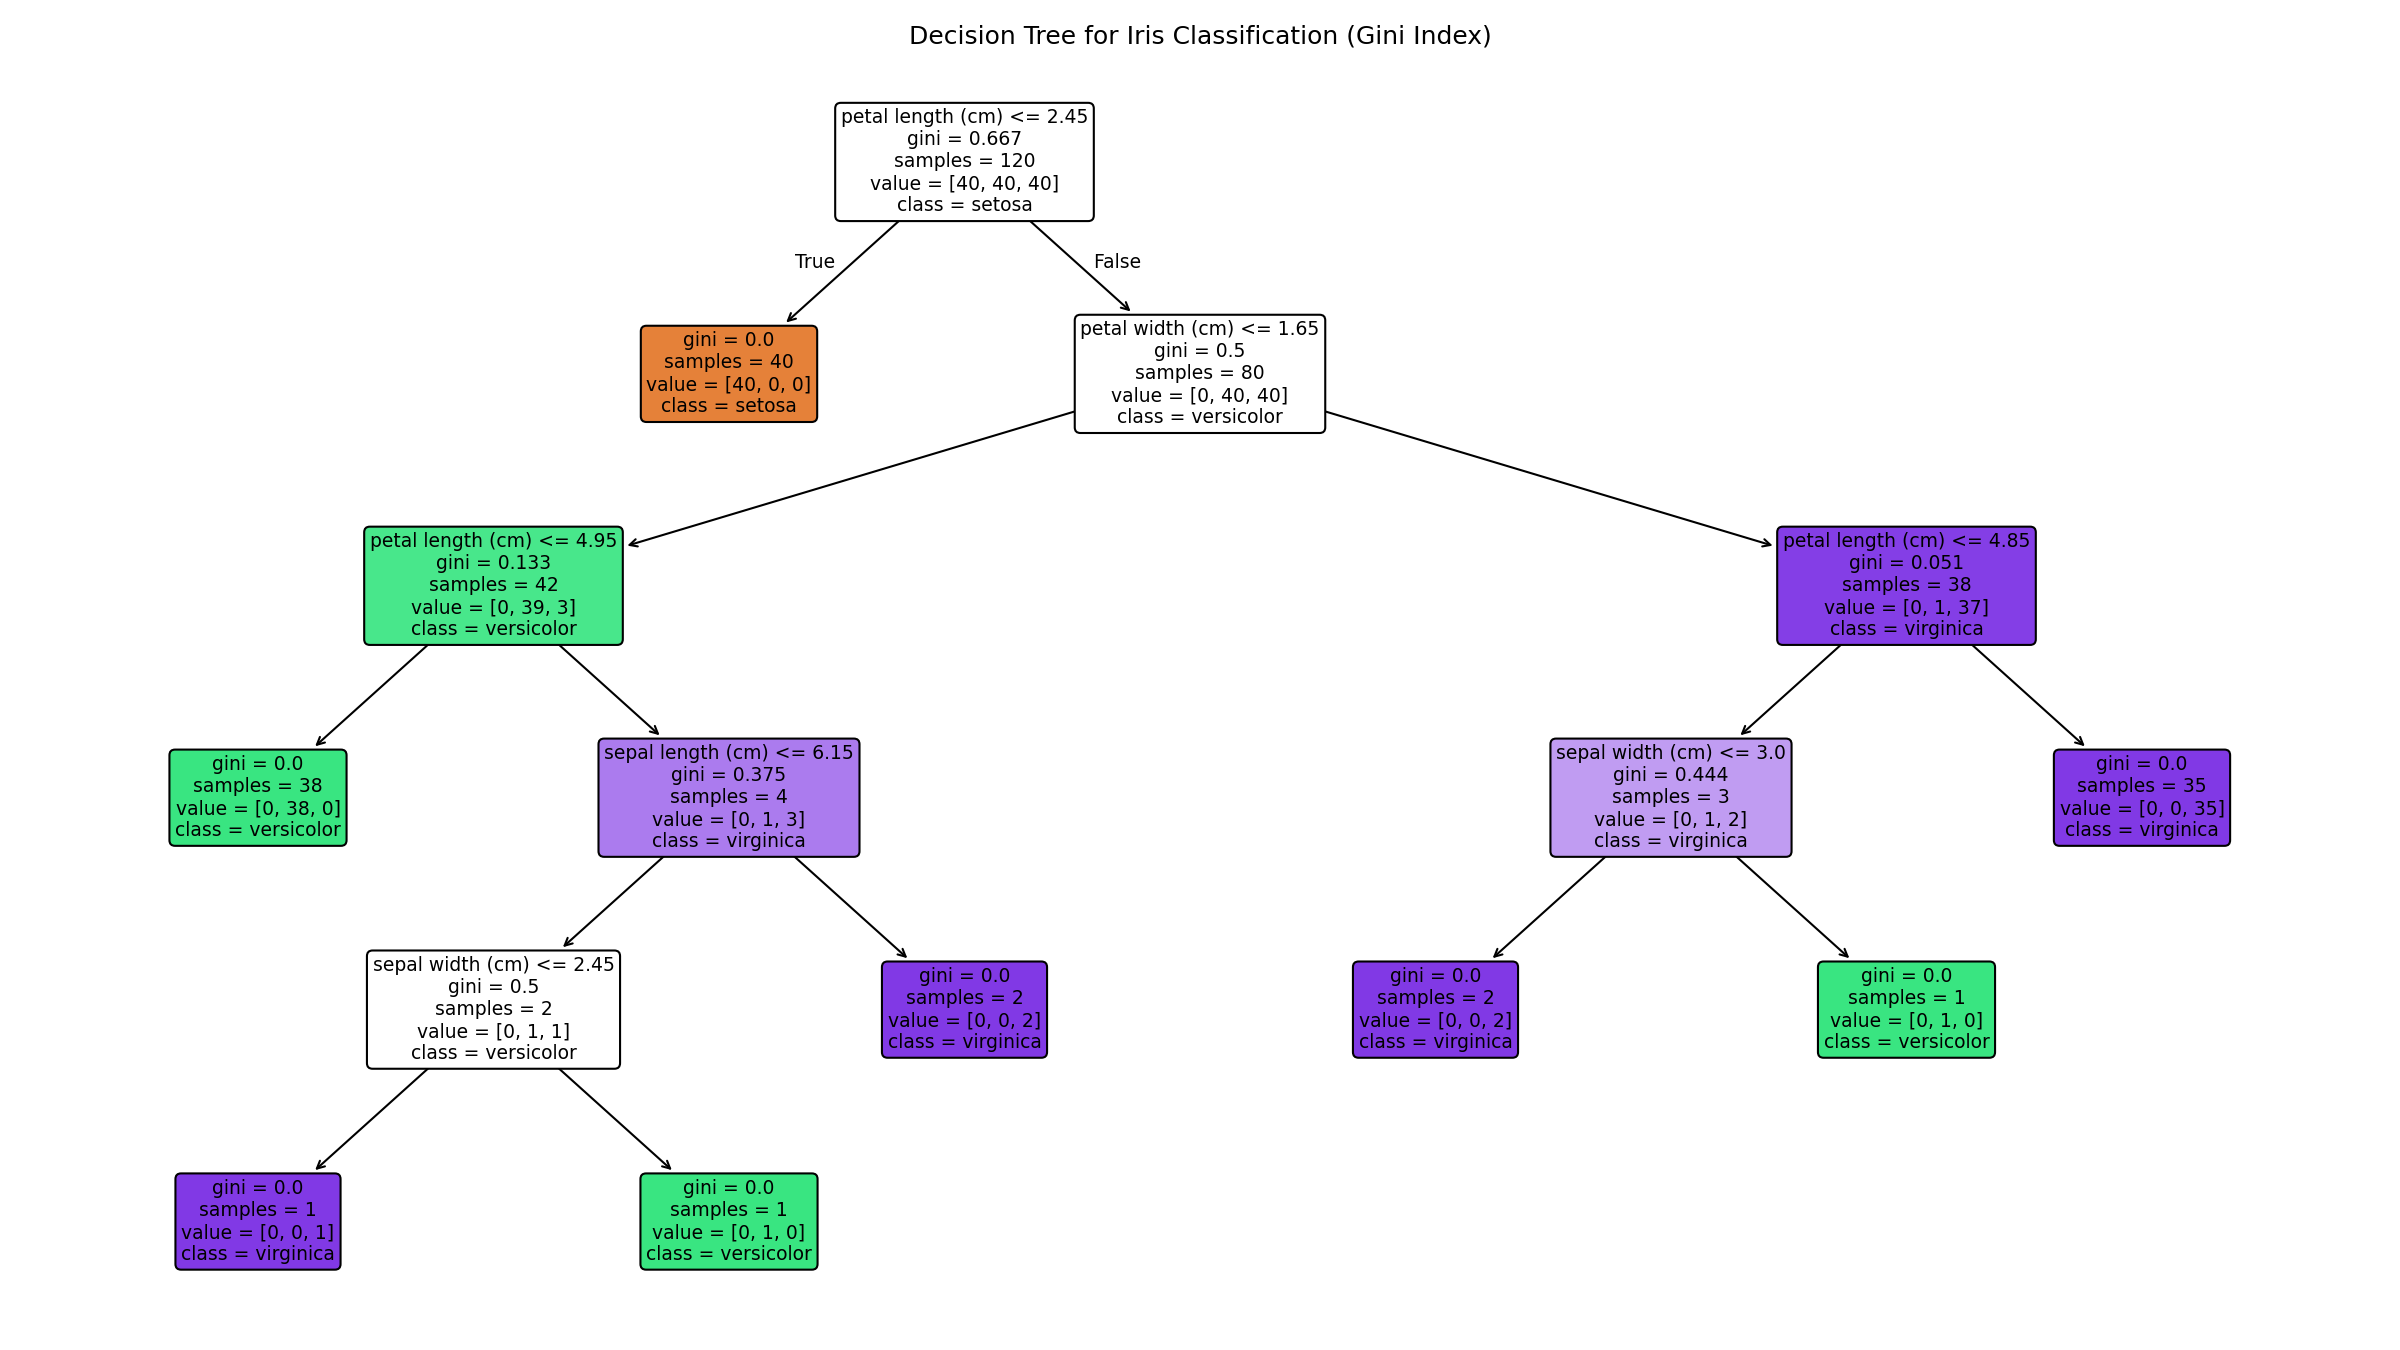 Decision Tree for Iris Classification (Gini Index)
petal length (cm) <= 2.45
gini = 0.667
samples = 120
value = [40, 40, 40]
class = setosa
True
False
gini = 0.0
samples = 40
value = [40, 0, 0]
class = setosa
petal width (cm) <= 1.65
gini = 0.5
samples = 80
value = [0, 40, 40]
class = versicolor
petal length (cm) <= 4.95
gini = 0.133
samples = 42
value = [0, 39, 3]
class = versicolor
petal length (cm) <= 4.85
gini = 0.051
samples = 38
value = [0, 1, 37]
class = virginica
gini = 0.0
samples = 38
value = [0, 38, 0]
class = versicolor
sepal length (cm) <= 6.15
gini = 0.375
samples = 4
value = [0, 1, 3]
class = virginica
sepal width (cm) <= 3.0
gini = 0.444
samples = 3
value = [0, 1, 2]
class = virginica
gini = 0.0
samples = 35
value = [0, 0, 35]
class = virginica
sepal width (cm) <= 2.45
gini = 0.5
samples = 2
value = [0, 1, 1]
class = versicolor
gini = 0.0
samples = 2
value = [0, 0, 2]
class = virginica
gini = 0.0
samples = 2
value = [0, 0, 2]
class = virginica
gini = 0.0
samples = 1
value = [0, 1, 0]
class = versicolor
gini = 0.0
samples = 1
value = [0, 0, 1]
class = virginica
gini = 0.0
samples = 1
value = [0, 1, 0]
class = versicolor